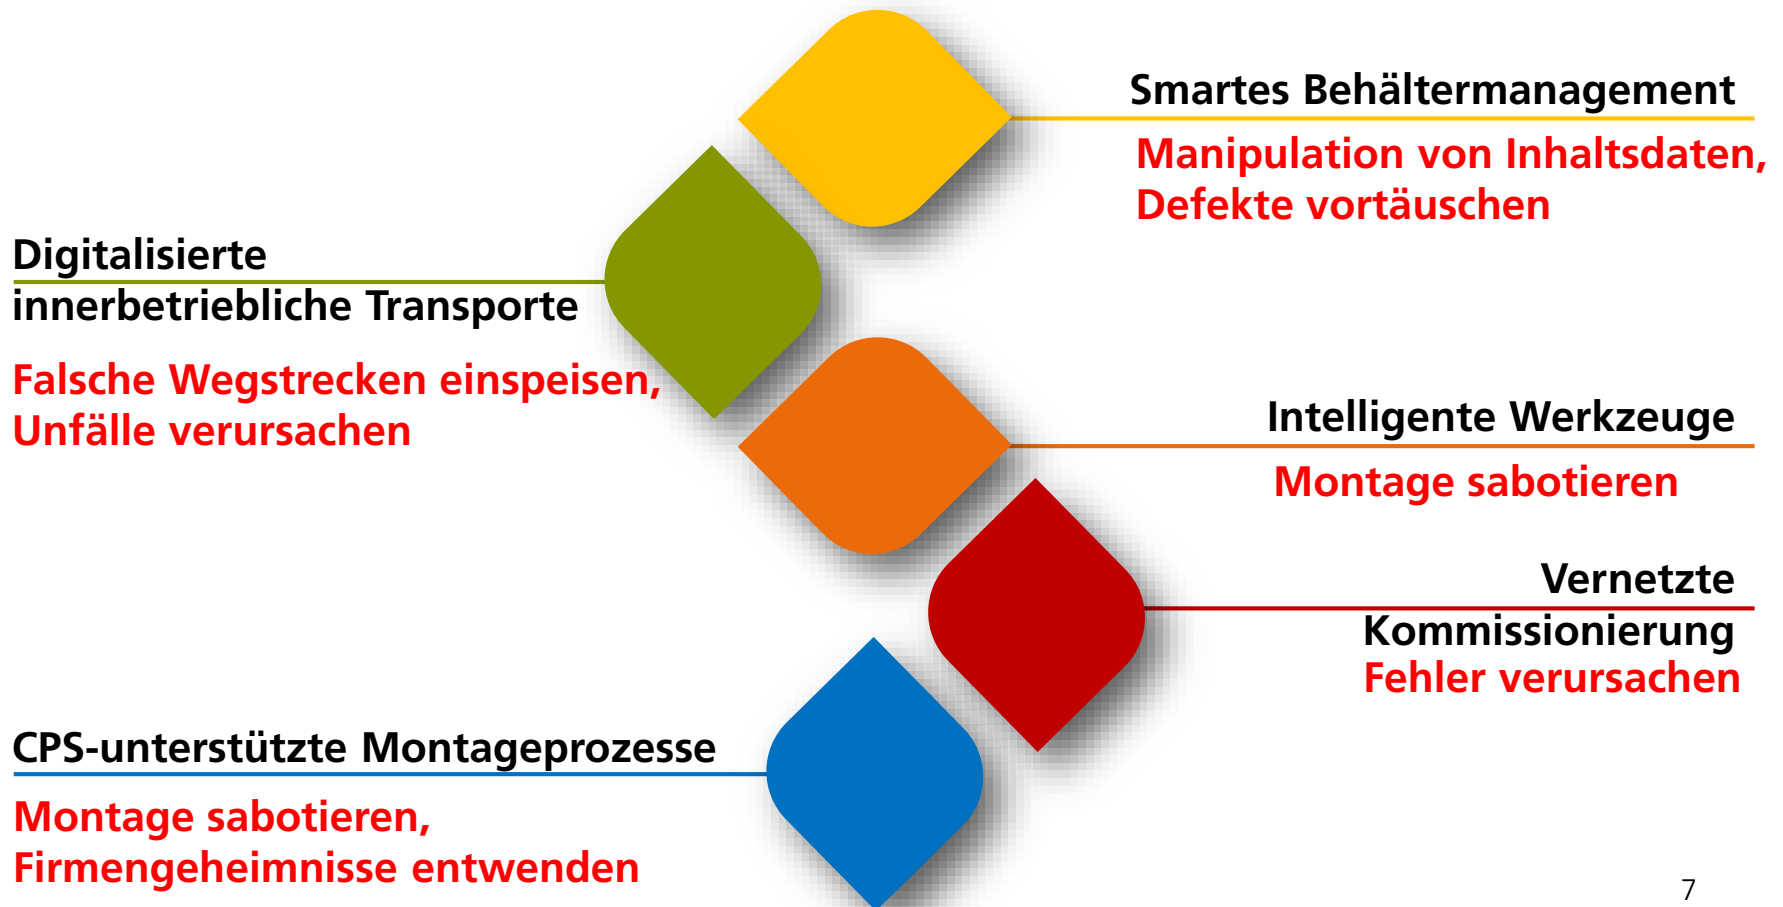 Smartes Behältermanagement
Manipulation von Inhaltsdaten,
Defekte vortäuschen
Digitalisierte
innerbetriebliche Transporte
Falsche Wegstrecken einspeisen,
Unfälle verursachen
Intelligente Werkzeuge
Montage sabotieren
Vernetzte
Kommissionierung
Fehler verursachen
CPS-unterstützte Montageprozesse
Montage sabotieren,
Firmengeheimnisse entwenden
7